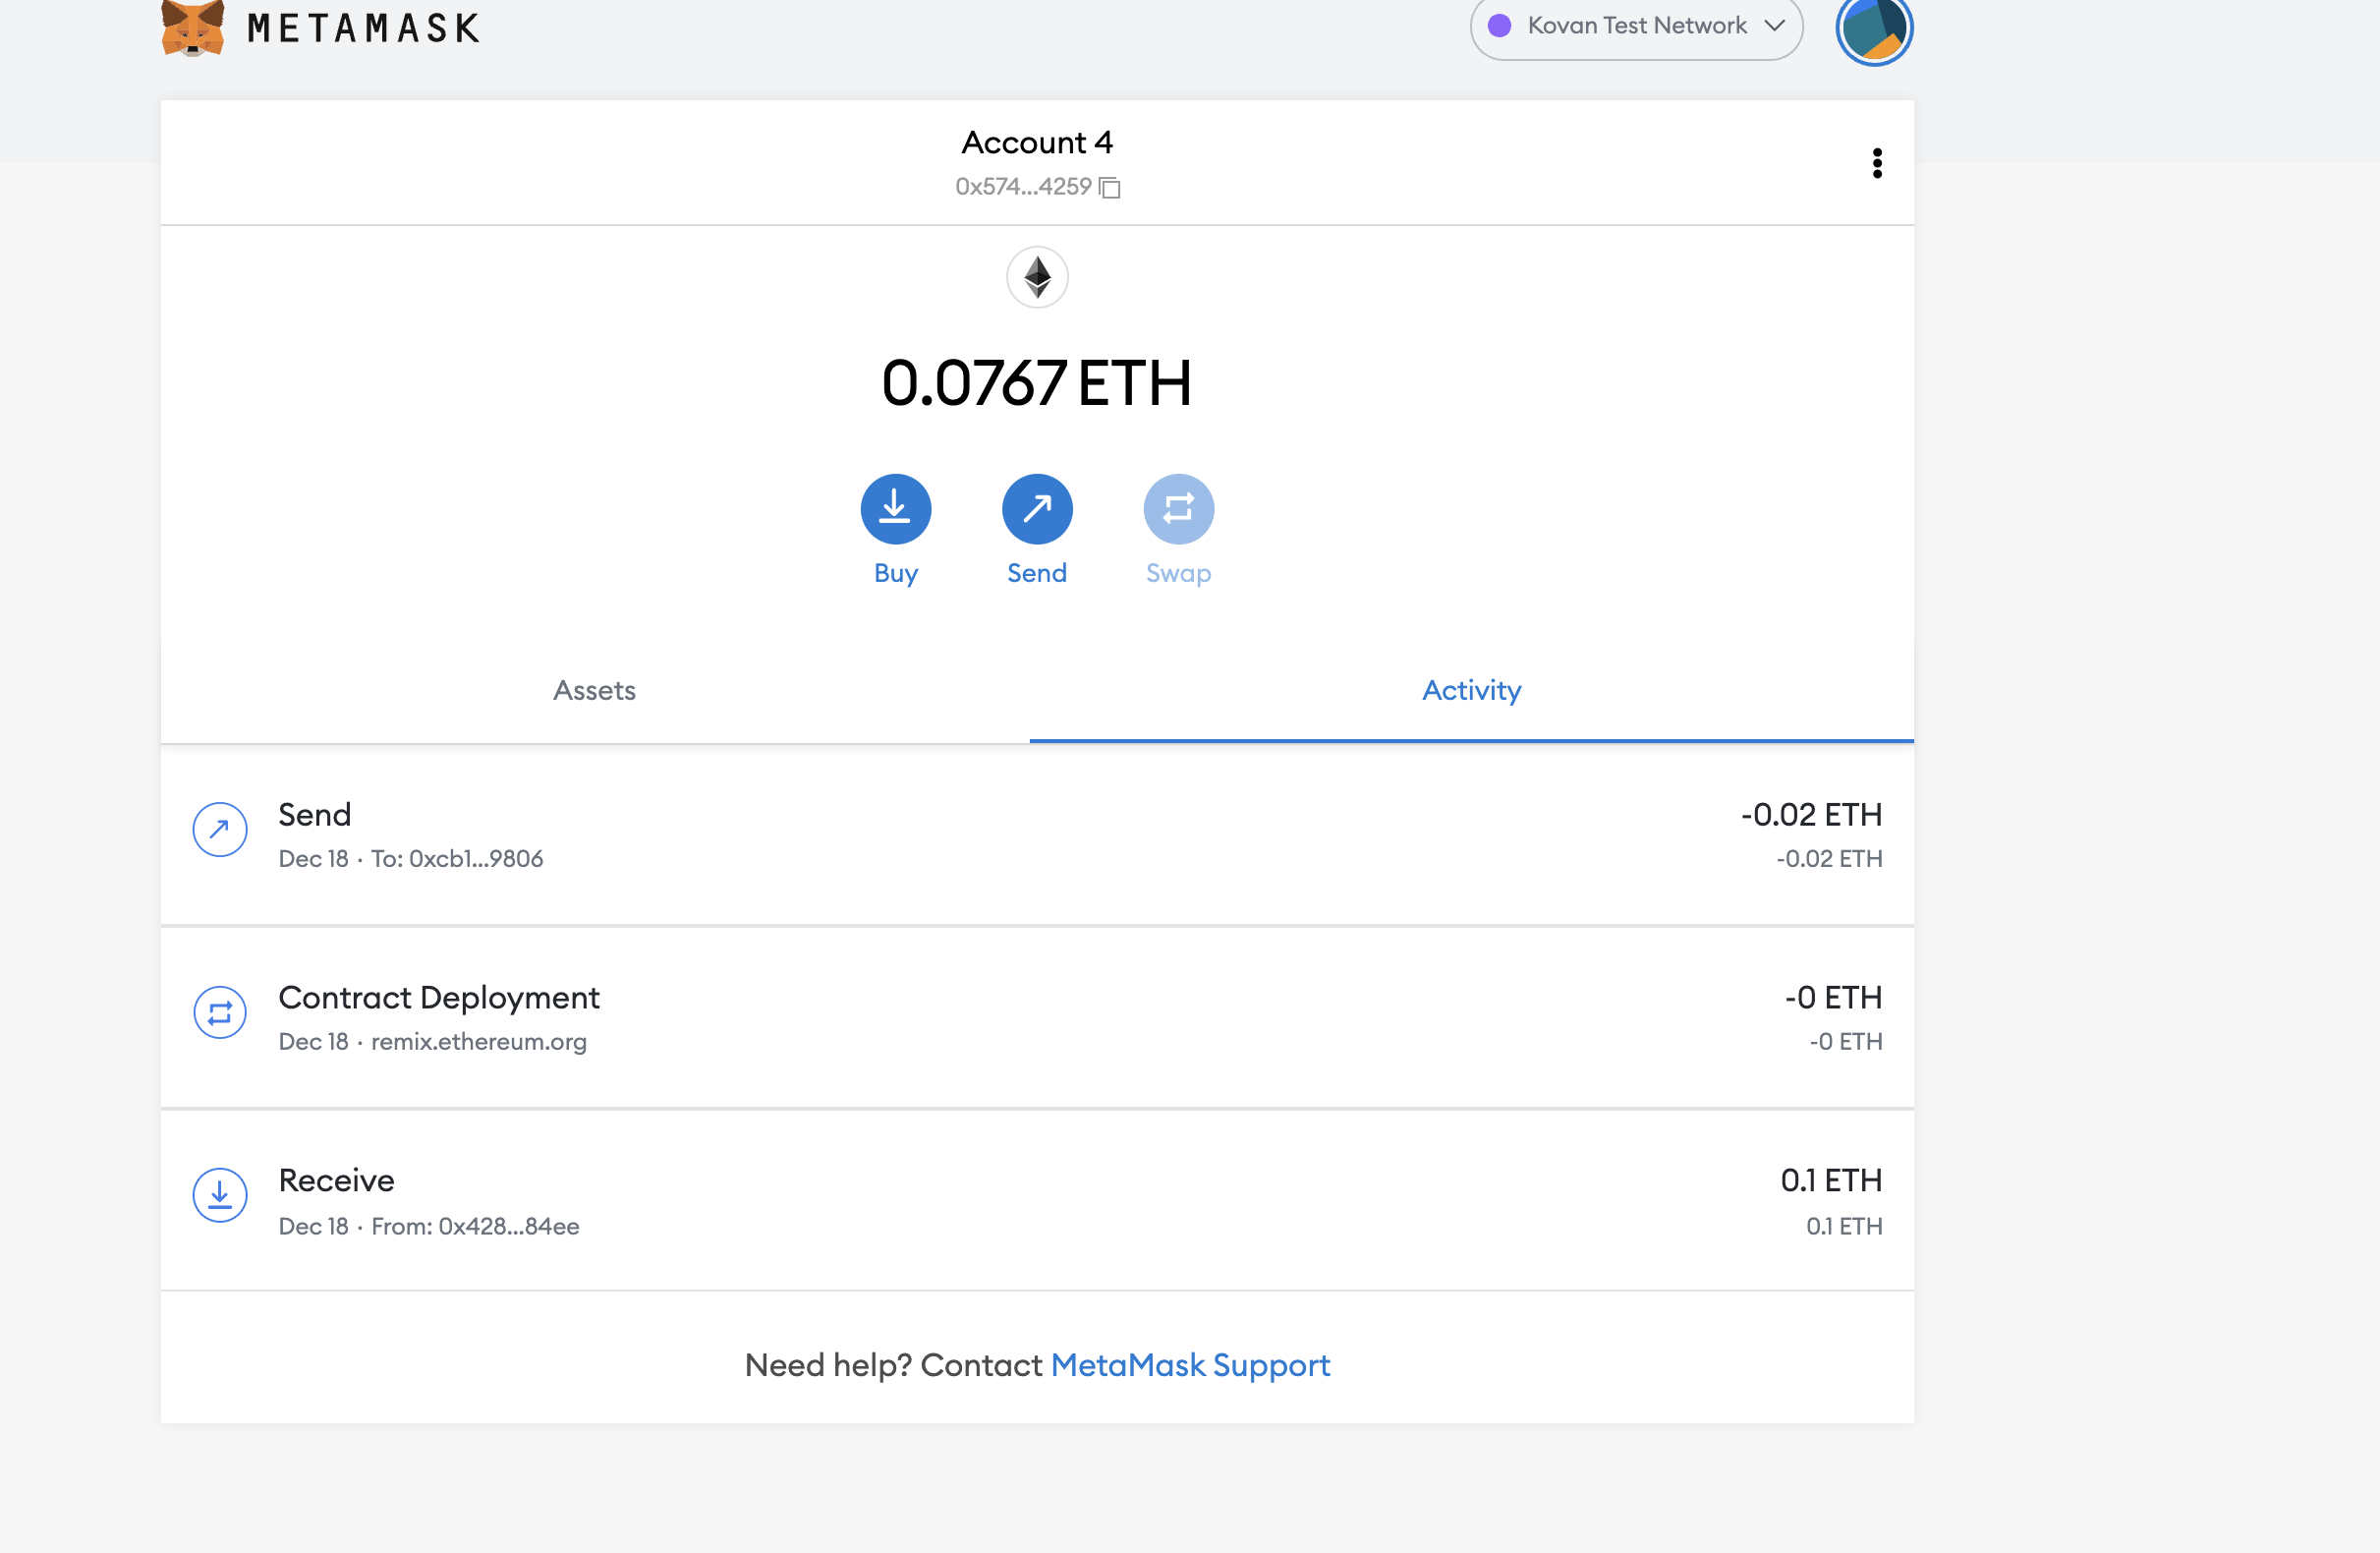 METAMASK
Kovan Test Network
Account 4
0x574...4259
0.0767 ETH
Buy
Send
Swap
Assets
Activity
Send
-0.02 ETH
Dec 18 · To: 0xcb1...9806
-0.02 ETH
Contract Deployment
-0 ETH
Dec 18 · remix.ethereum.org
-0 ETH
Receive
0.1 ETH
Dec 18 · From: 0x428...84ee
0.1 ETH
Need help? Contact MetaMask Support